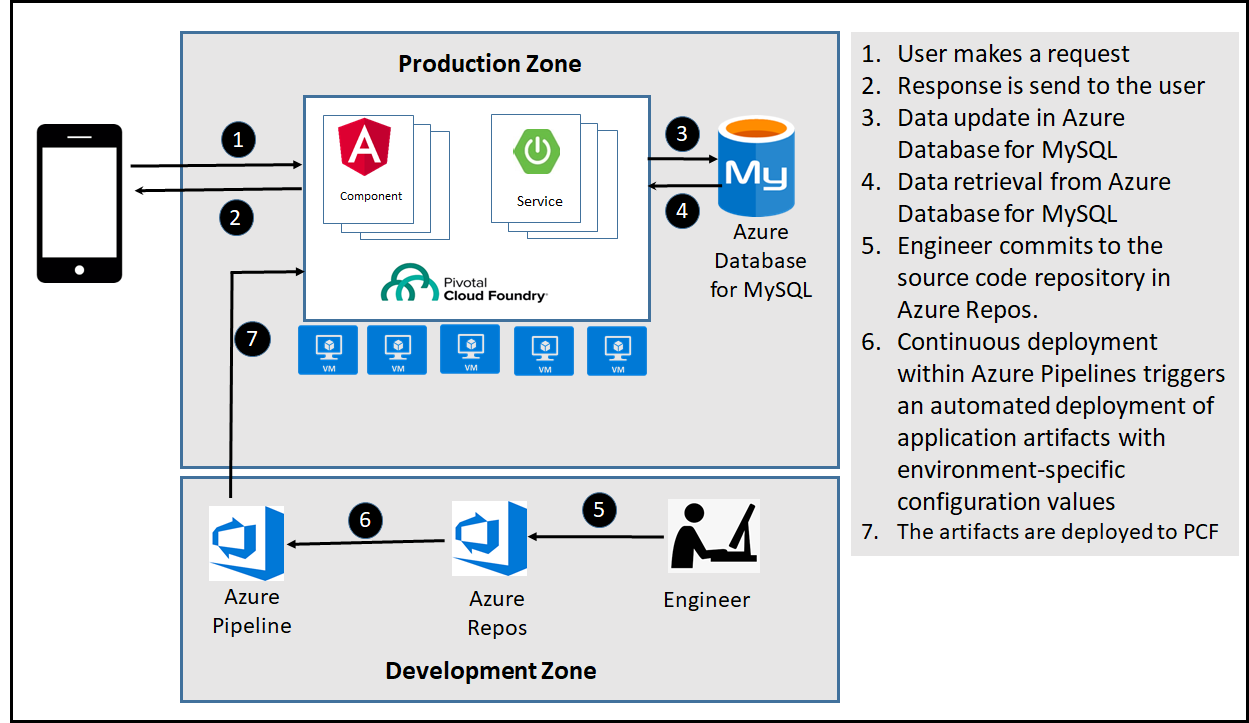 Production Zone
1
2
3
4
A
Component
Service
My
Pivotal
Cloud Foundry
Azure
Database
for MySQL
VM
VM
VM
VM
VM
7
6
5
Azure
Pipeline
Azure
Repos
Engineer
Development Zone
1. User makes a request
2. Response is send to the user
3. Data update in Azure
Database for MySQL
4. Data retrieval from Azure
Database for MySQL
5. Engineer commits to the
source code repository in
Azure Repos.
6. Continuous deployment
within Azure Pipelines triggers
an automated deployment of
application artifacts with
environment-specific
configuration values
7. The artifacts are deployed to PCF